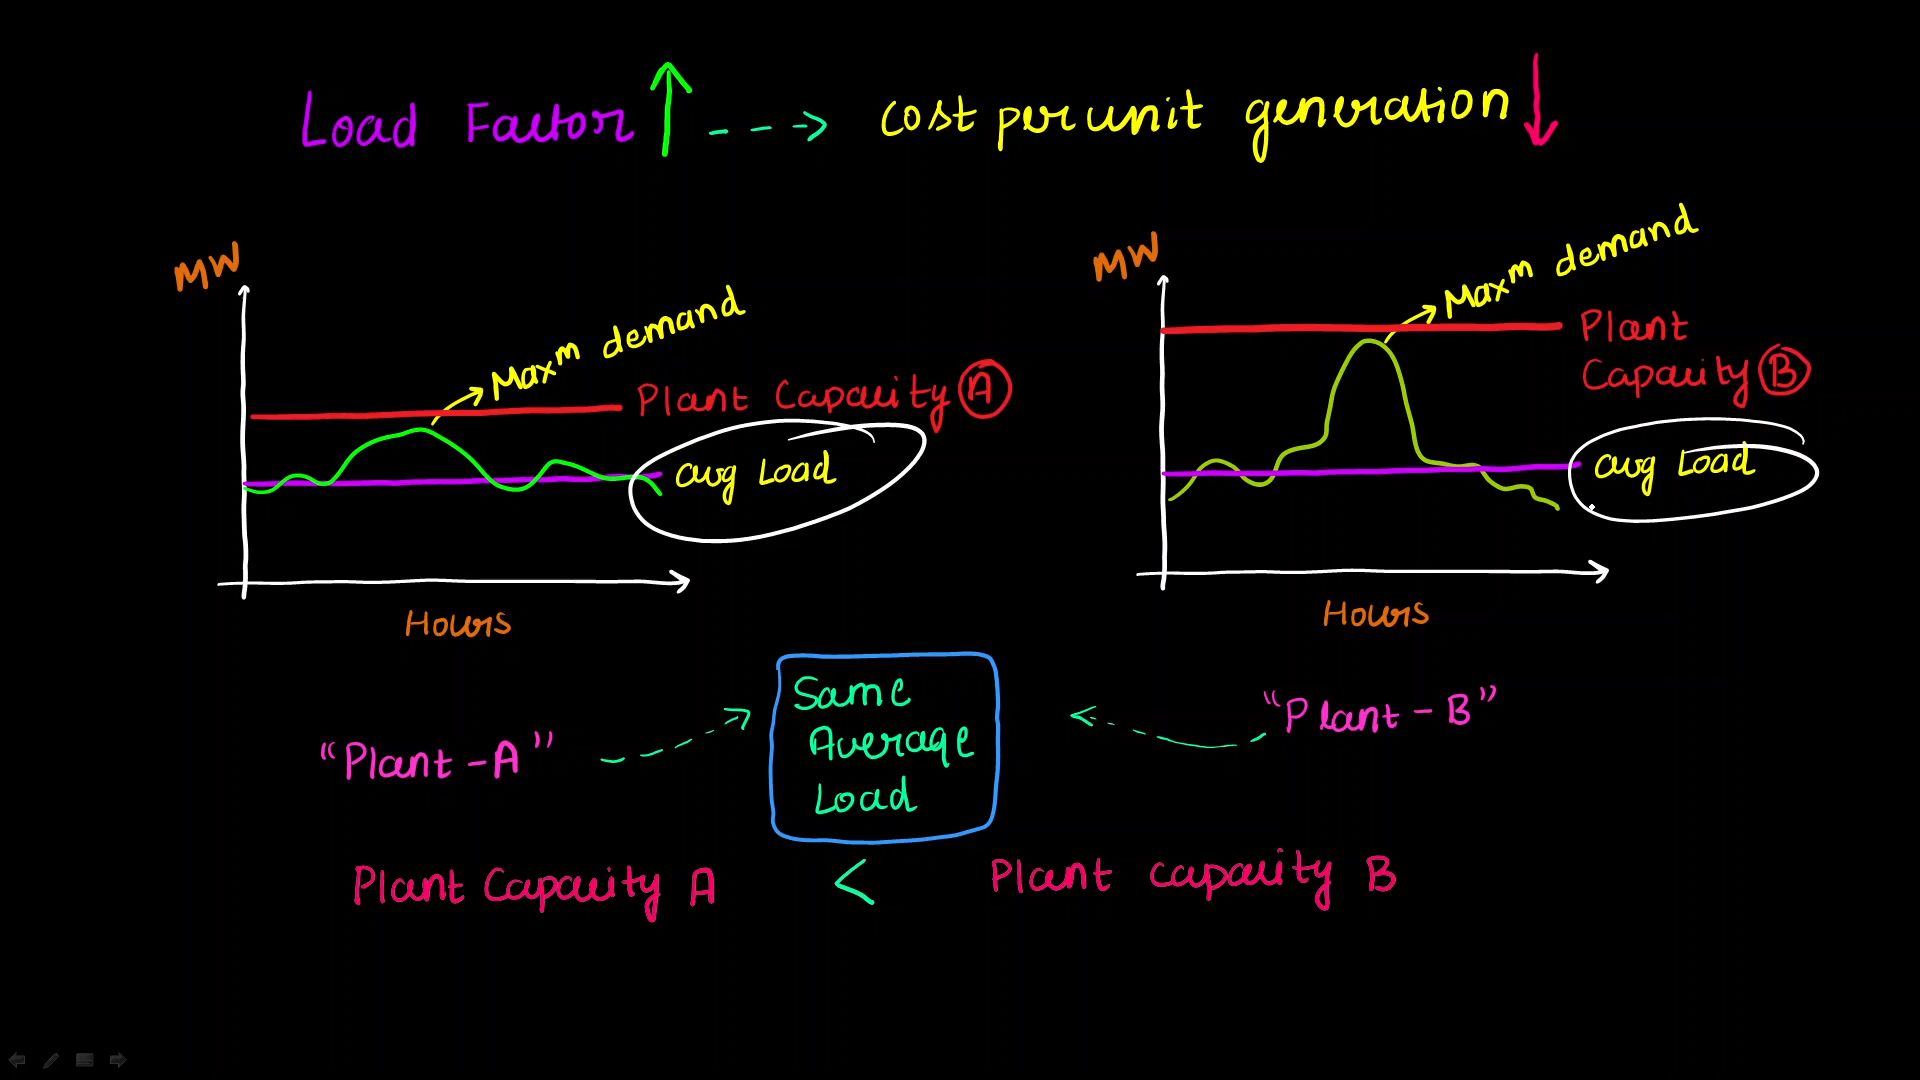 Load Factor ---> Cost per unit generation
MW
Maxᵐ demand
Plant Capacity A
avg Load
Hours
MW
Maxᵐ demand
Plant
Capacity B
avg Load
Hours
"Plant-A"
Same
Average
Load
"Plant-B"
Plant Capacity A < Plant capacity B